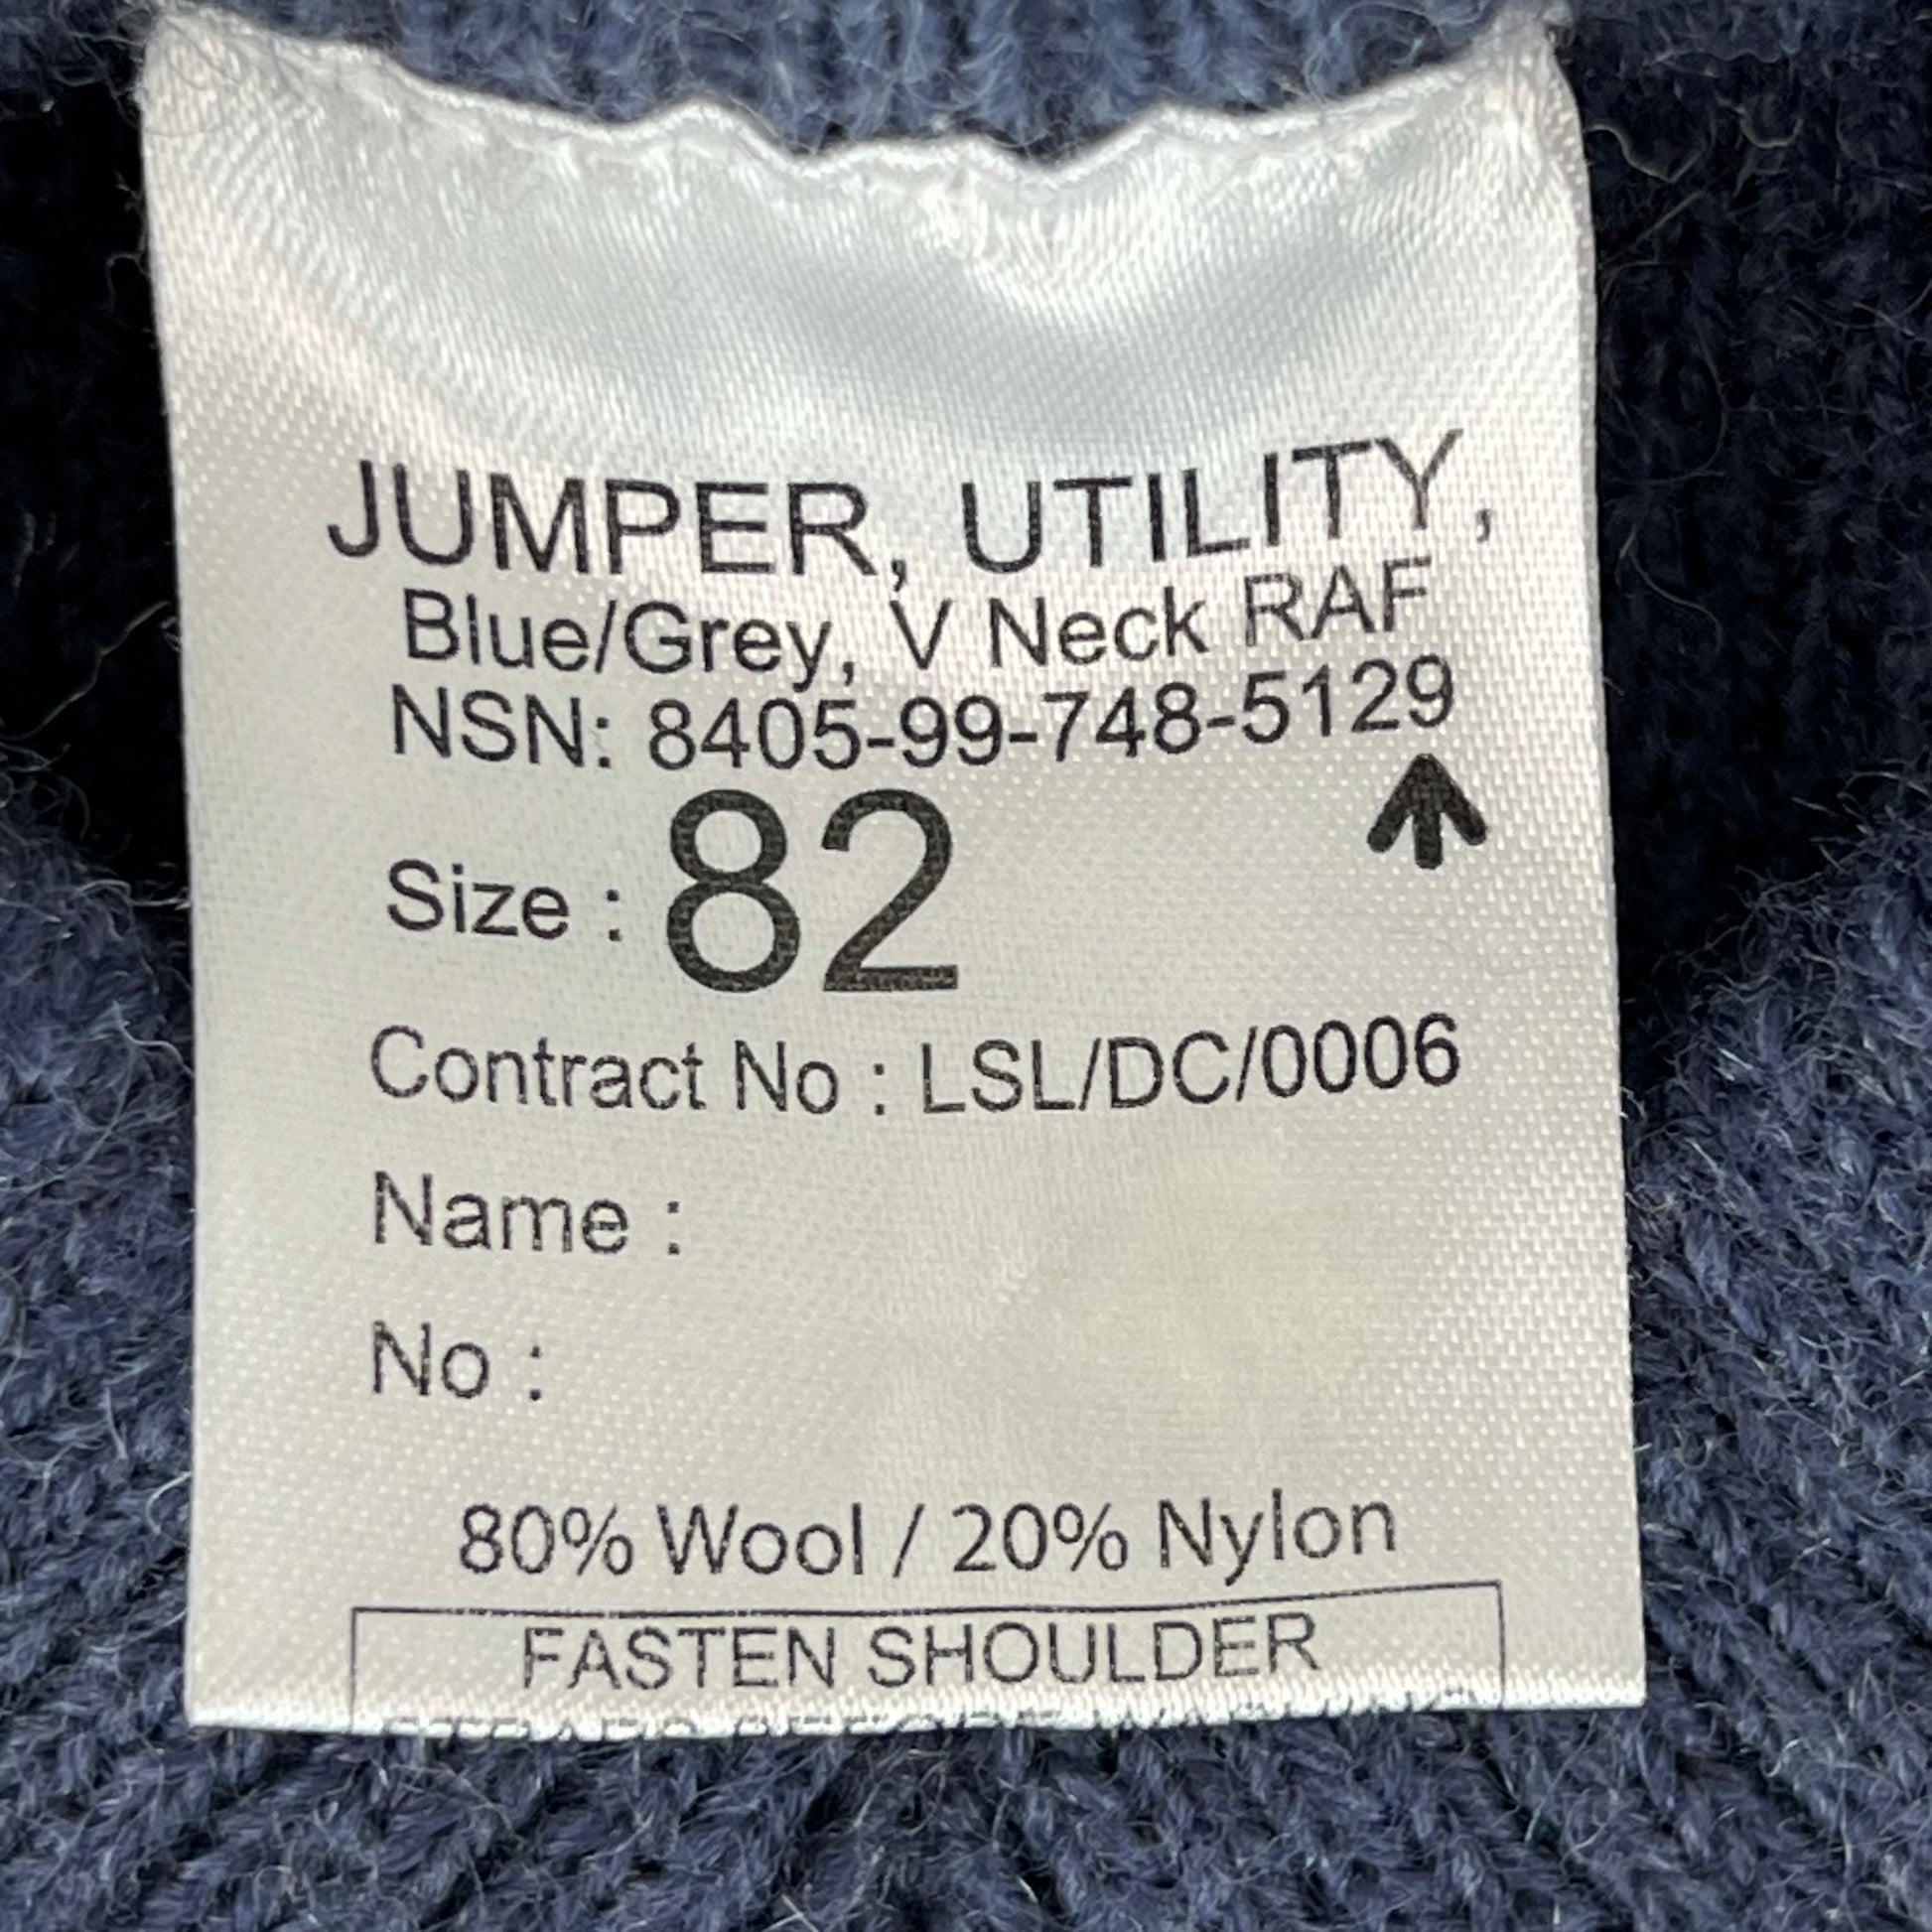 JUMPER, UTILITY,
Blue/Grey, V Neck RAF
NSN: 8405-99-748-5129
Size : 82
Contract No : LSL/DC/0006
Name :
No :
80% Wool / 20% Nylon
FASTEN SHOULDER